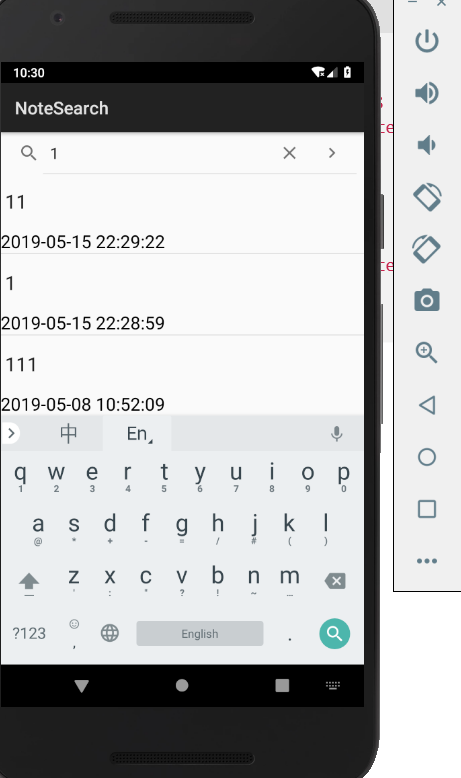 10:30
NoteSearch
1
11
2019-05-15 22:29:22
1
2019-05-15 22:28:59
111
2019-05-08 10:52:09
中 En
q w e r t y u i o p
1 2 3 4 5 6 7 8 9 0
a s d f g h j k l
@ * + - = / # ( )
z x c v b n m
' : " ? ! ~ …
?123 , English .
te
te